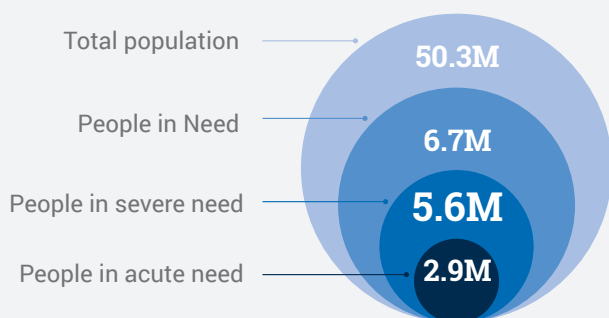 Total population
50.3M
People in Need
6.7M
People in severe need
5.6M
People in acute need
2.9M